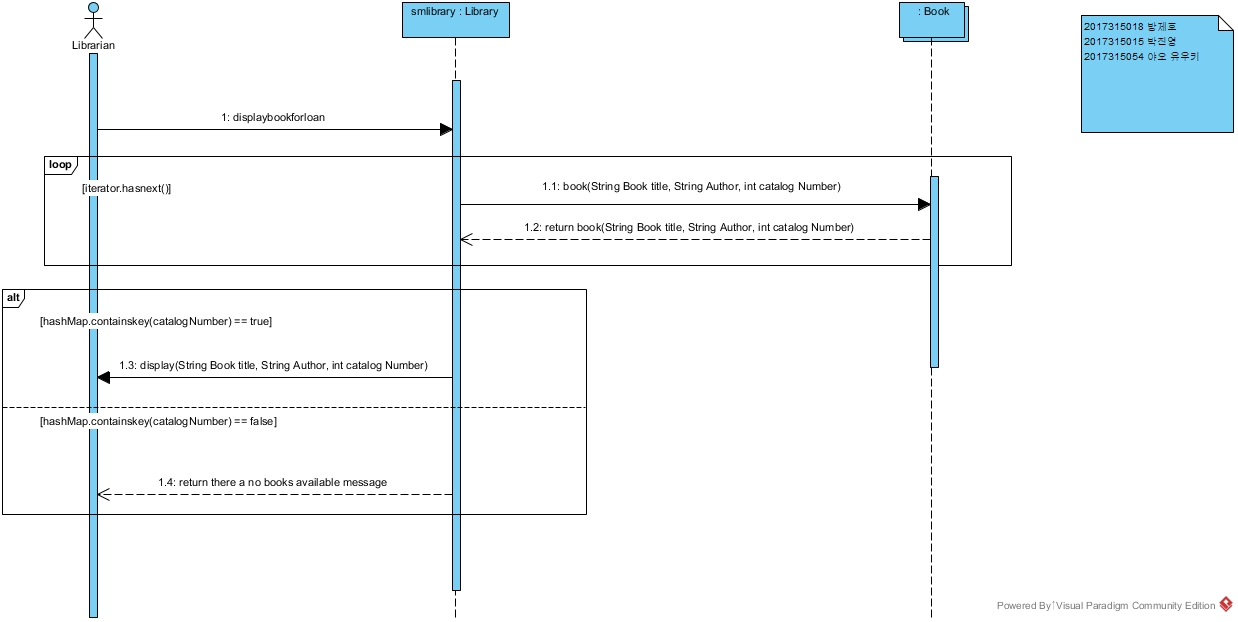 Librarian
smlibrary : Library
: Book
2017315018 방제호
2017315015 박진영
2017315054 야오 유우키
1: displaybookforloan
loop
[iterator.hasnext()]
1.1: book(String Book title, String Author, int catalog Number)
1.2: return book(String Book title, String Author, int catalog Number)
alt
[hashMap.containskey(catalogNumber) == true]
1.3: display(String Book title, String Author, int catalog Number)
[hashMap.containskey(catalogNumber) == false]
1.4: return there a no books available message
Powered By Visual Paradigm Community Edition